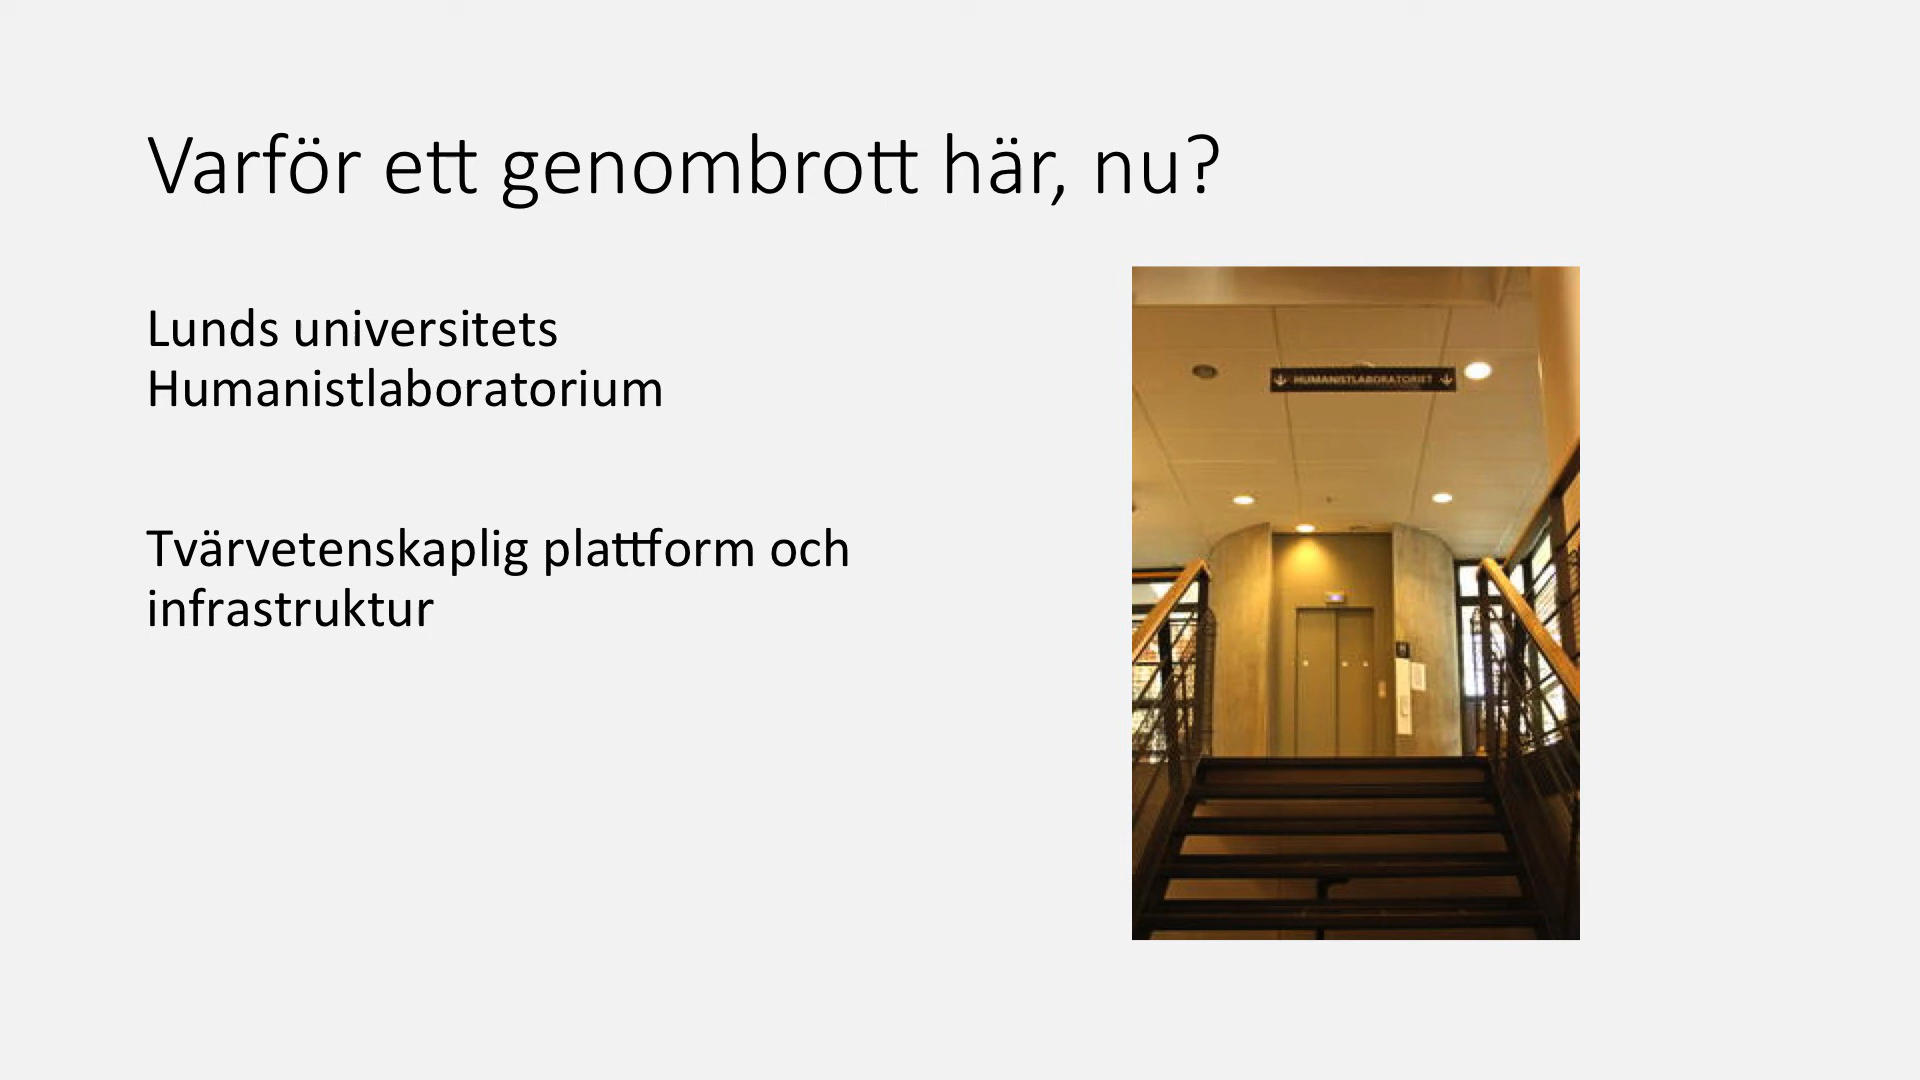 Varför ett genombrott här, nu?
Lunds universitets
Humanistlaboratorium
Tvärvetenskaplig plattform och
infrastruktur
HUMANISTLABORATORIET